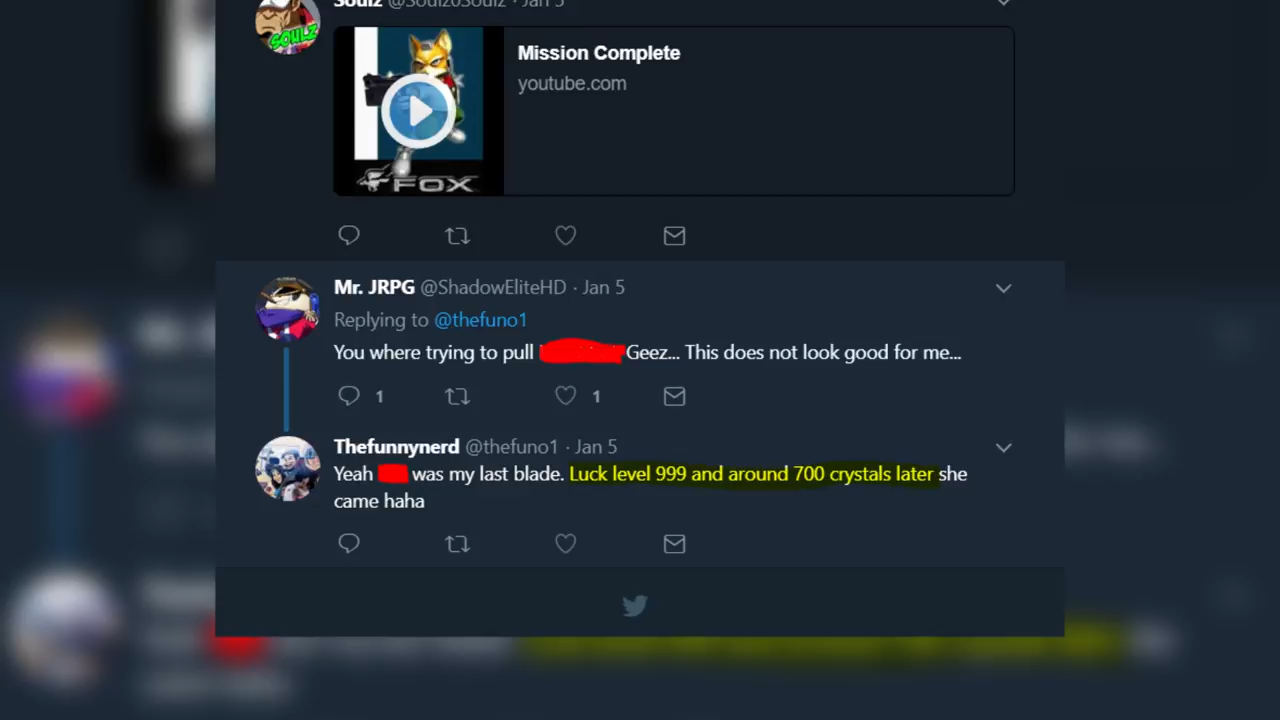 Soulz @Soulz0Soulz · Jan 5
SOULZ
Mission Complete
youtube.com
FOX
Mr. JRPG @ShadowEliteHD · Jan 5
Replying to @thefuno1
You where trying to pull Geez... This does not look good for me...
1 1
Thefunnynerd @thefuno1 · Jan 5
Yeah was my last blade. Luck level 999 and around 700 crystals later she
came haha